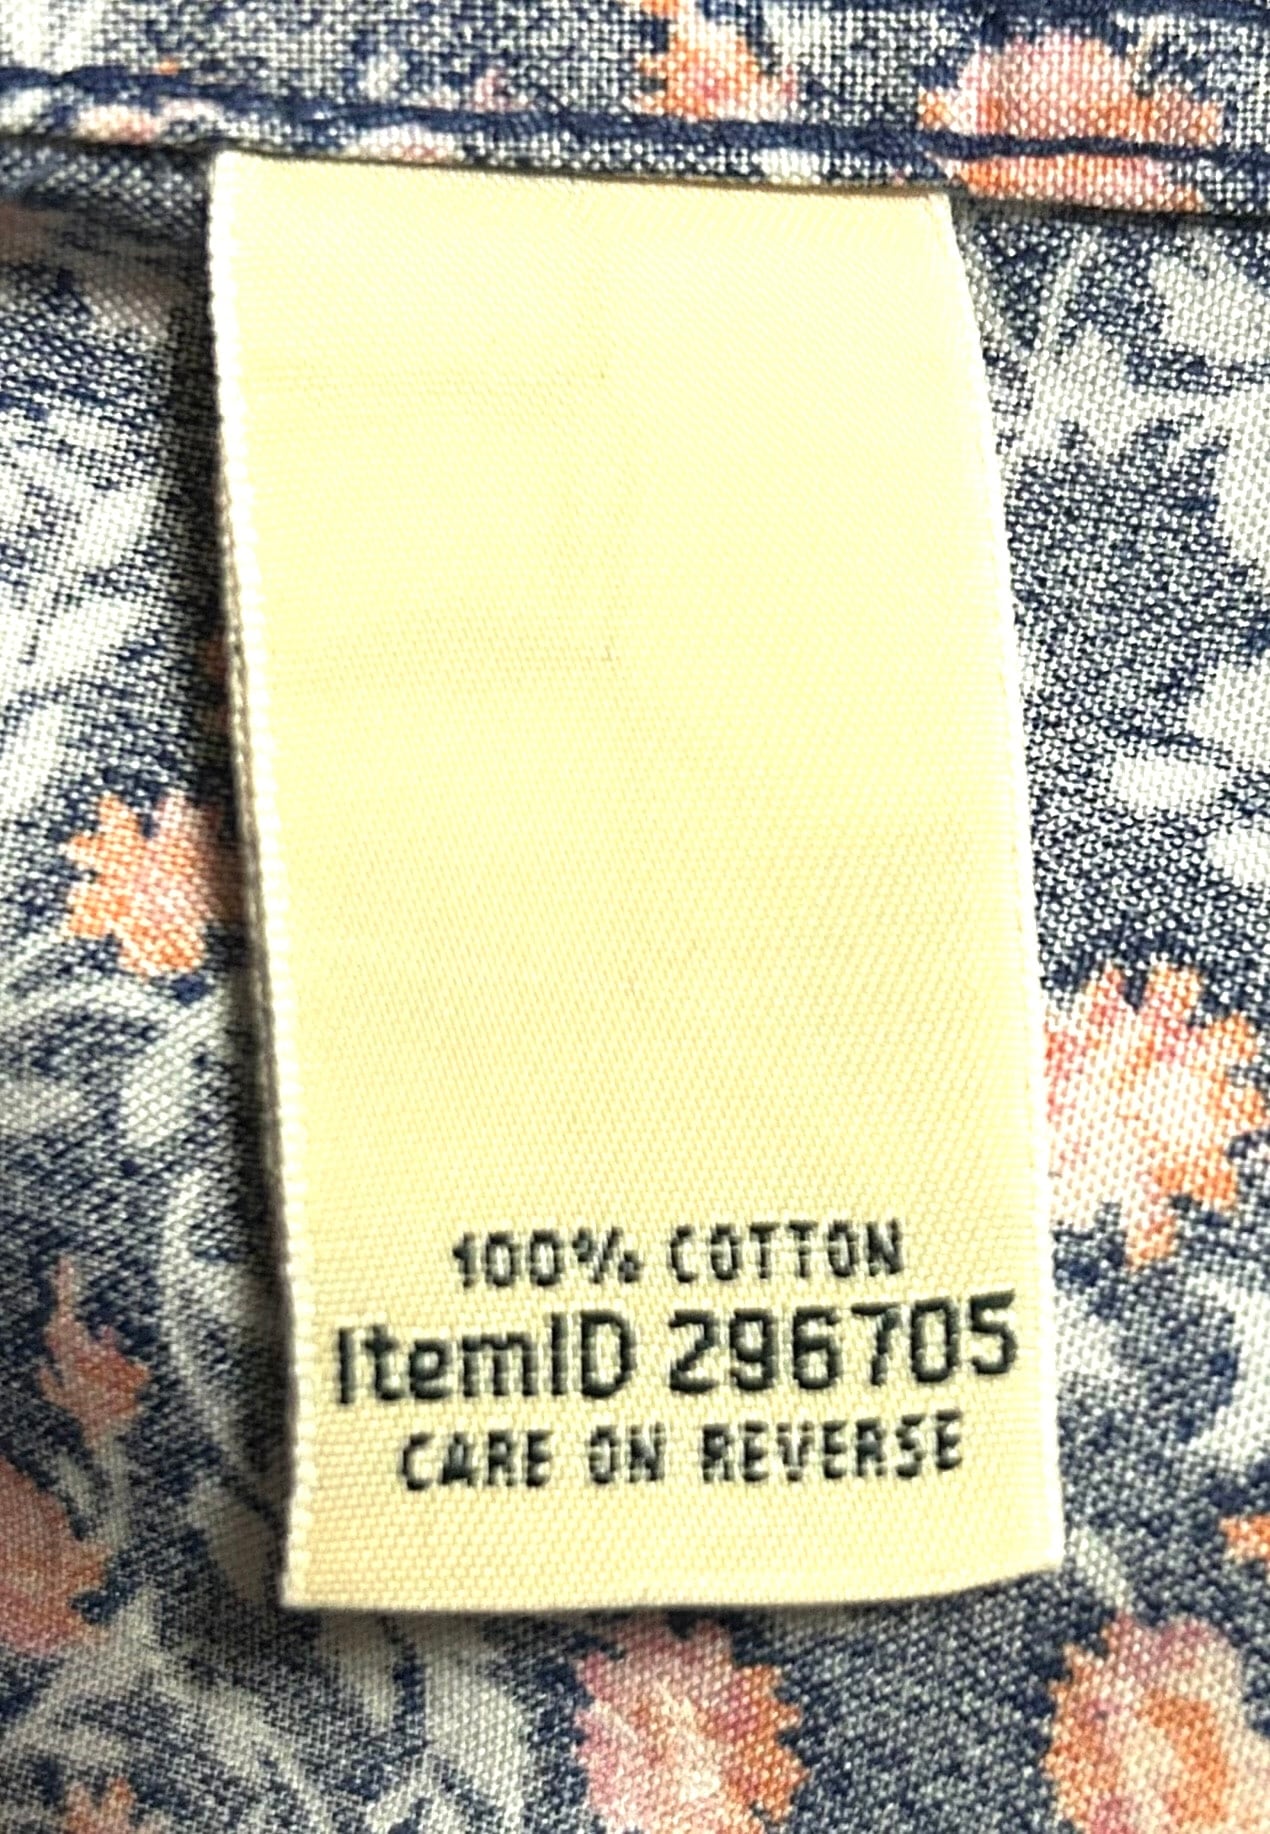 100% COTTON
ItemID 296705
CARE ON REVERSE